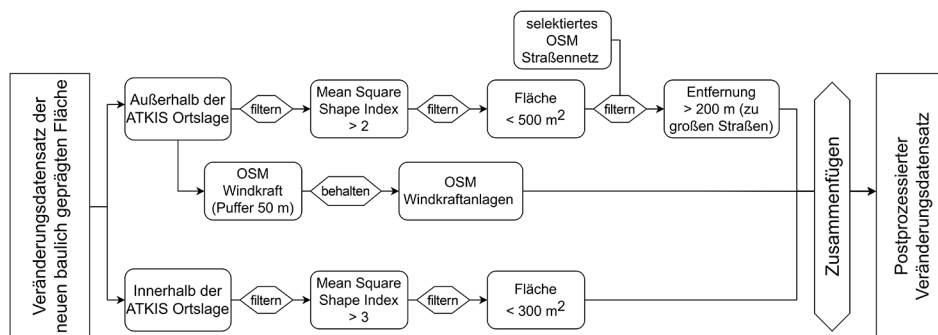 Veränderungsdatensatz der
neuen baulich geprägten Fläche
Außerhalb der
ATKIS Ortslage
filtern
Mean Square
Shape Index
> 2
filtern
Fläche
< 500 m²
filtern
selektiertes
OSM
Straßennetz
Entfernung
> 200 m (zu
großen Straßen)
OSM
Windkraft
(Puffer 50 m)
behalten
OSM
Windkraftanlagen
Innerhalb der
ATKIS Ortslage
filtern
Mean Square
Shape Index
> 3
filtern
Fläche
< 300 m²
Zusammenfügen
Postprozessierter
Veränderungsdatensatz